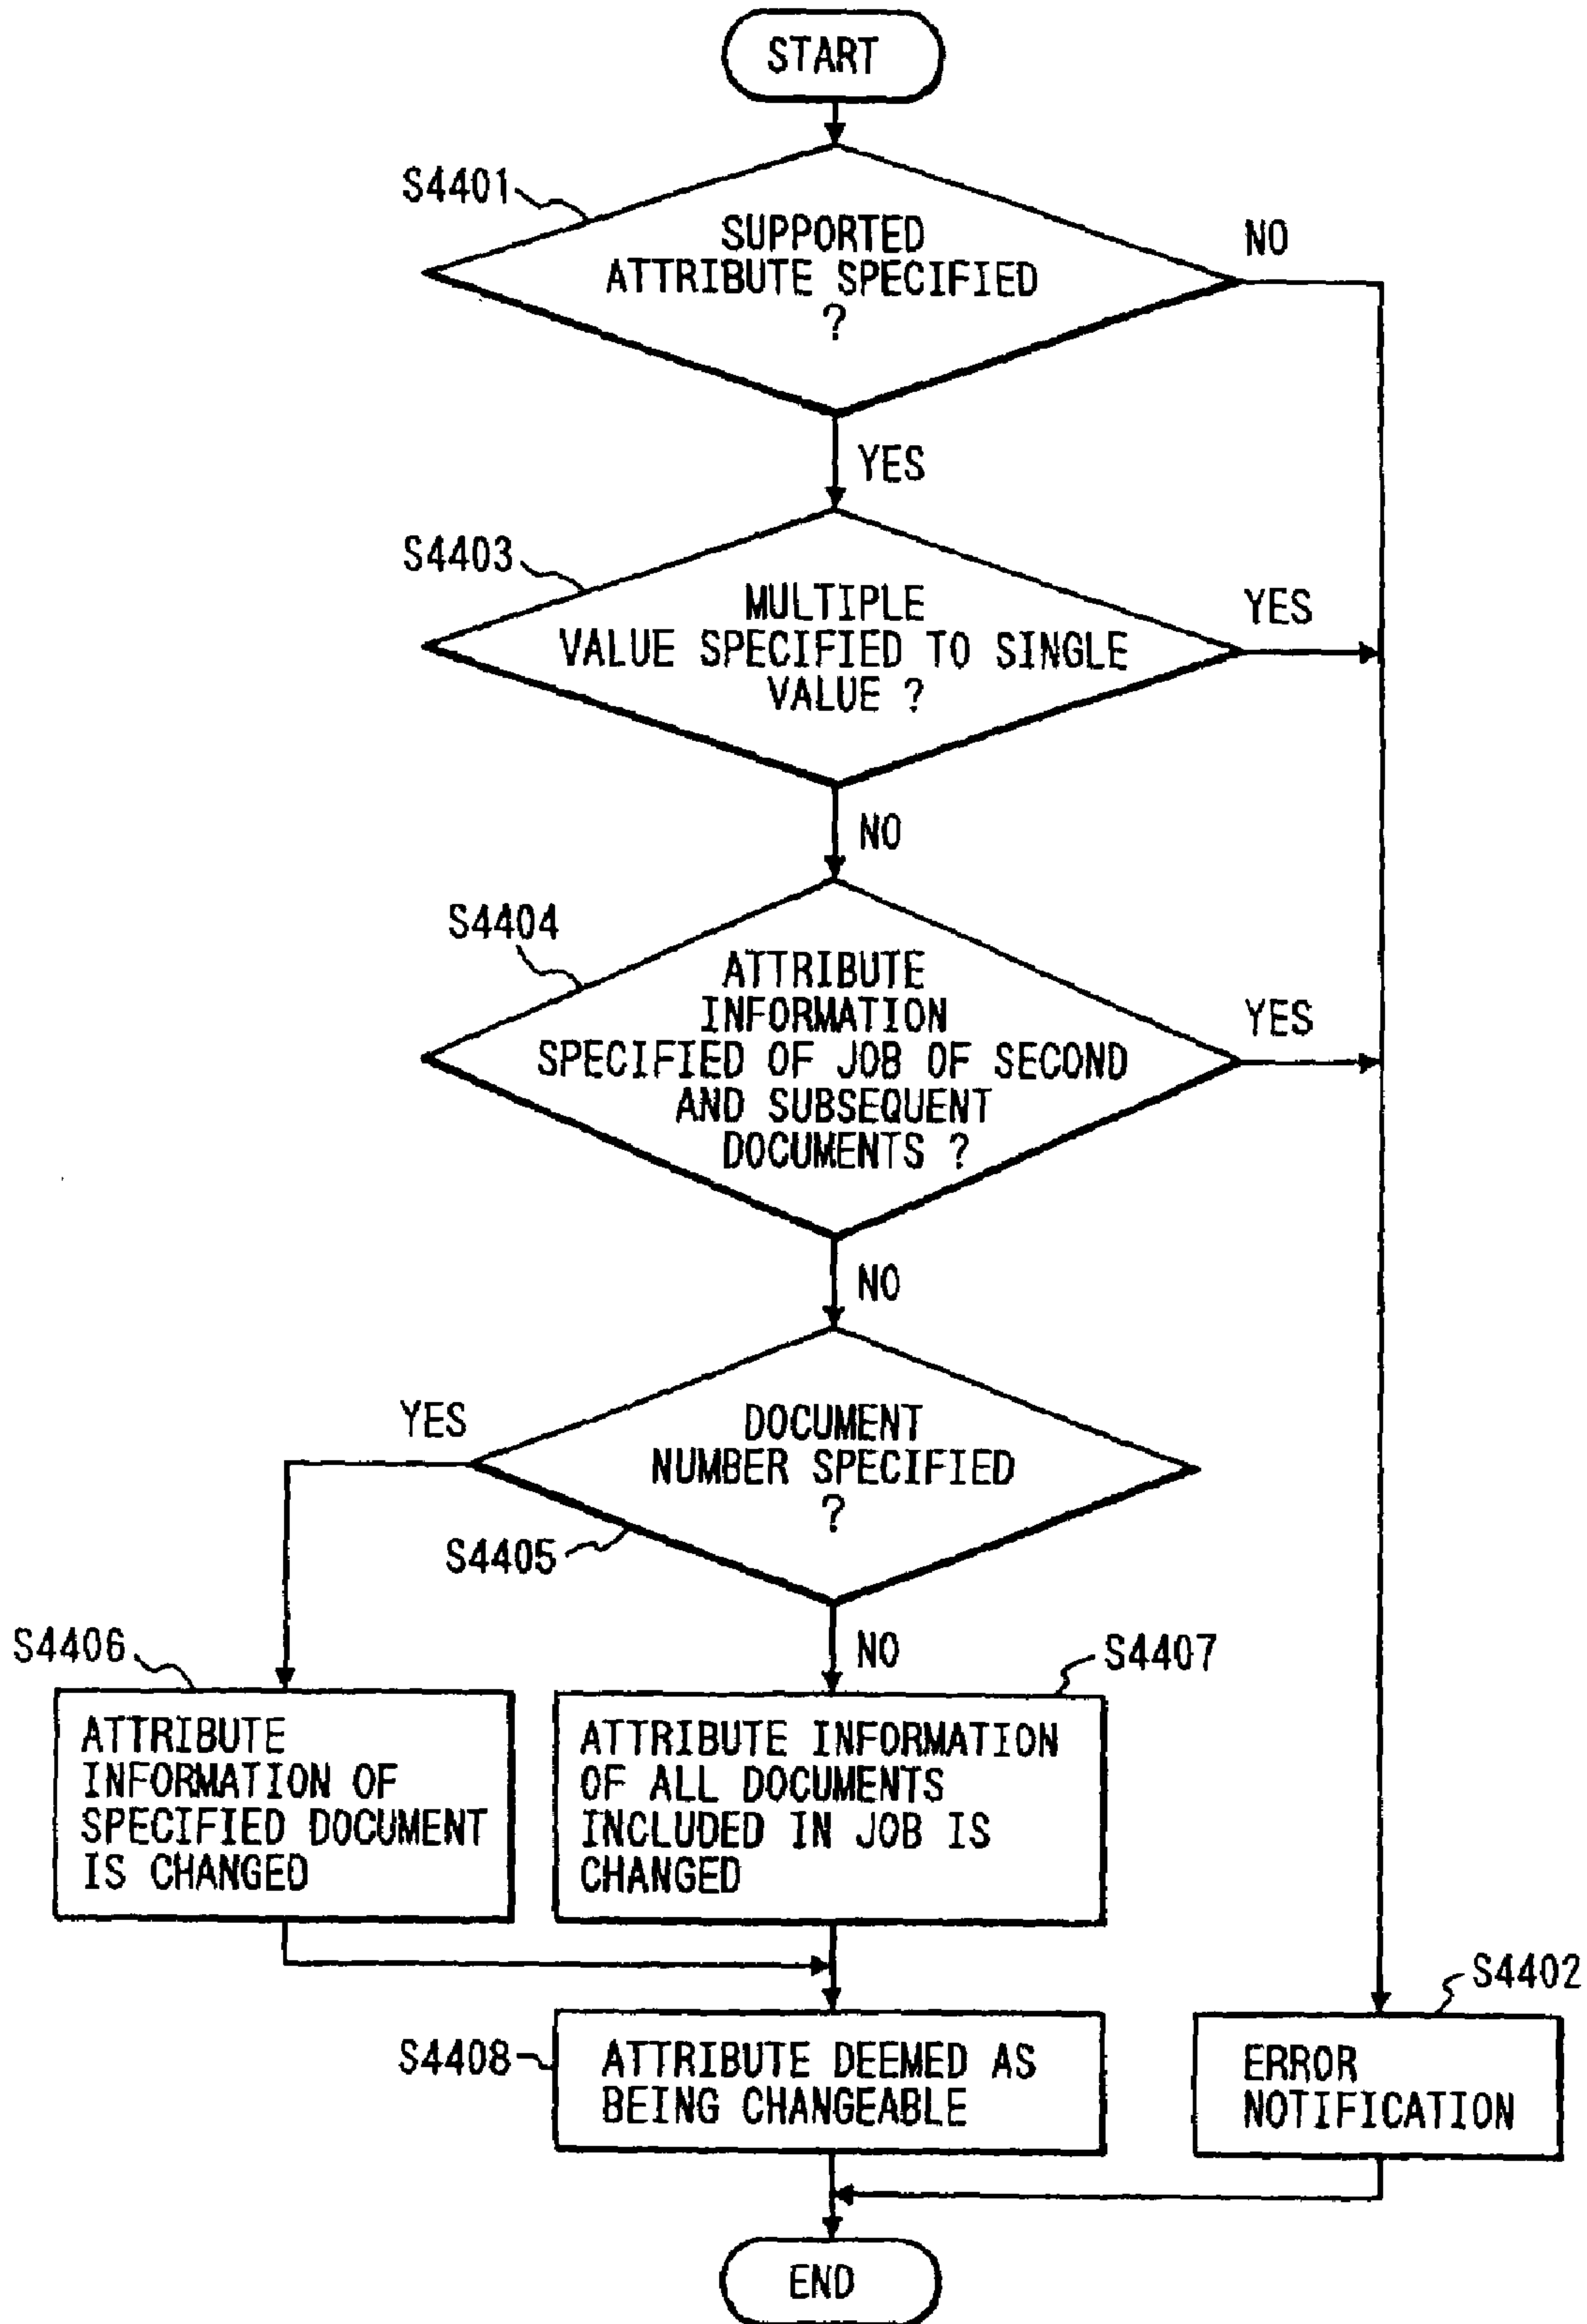 START
S4401
SUPPORTED
ATTRIBUTE SPECIFIED
?
NO
YES
S4403
MULTIPLE
VALUE SPECIFIED TO SINGLE
VALUE ?
YES
NO
S4404
ATTRIBUTE
INFORMATION
SPECIFIED OF JOB OF SECOND
AND SUBSEQUENT
DOCUMENTS ?
YES
NO
YES
DOCUMENT
NUMBER SPECIFIED
?
S4405
NO
S4406
ATTRIBUTE
INFORMATION OF
SPECIFIED DOCUMENT
IS CHANGED
S4407
ATTRIBUTE INFORMATION
OF ALL DOCUMENTS
INCLUDED IN JOB IS
CHANGED
S4408
ATTRIBUTE DEEMED AS
BEING CHANGEABLE
S4402
ERROR
NOTIFICATION
END